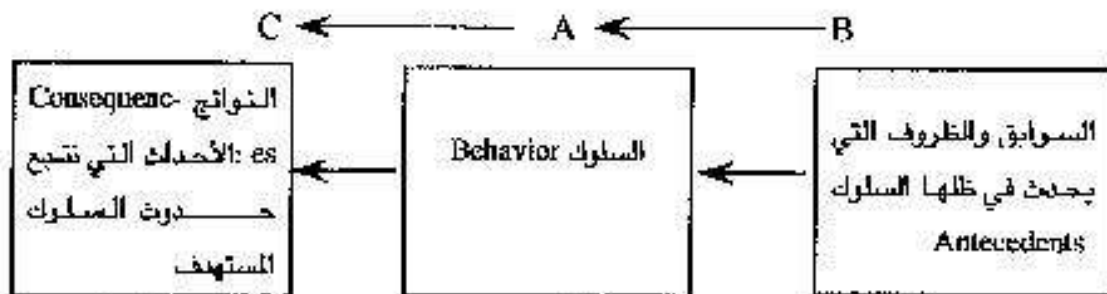 C A B
السوابق والظروف التي
يحدث في ظلها السلوك
Antecedents
السلوك Behavior
النواتج Consequenc-
es :الأحداث التي تتبع
حدوث السلوك
المستهدف